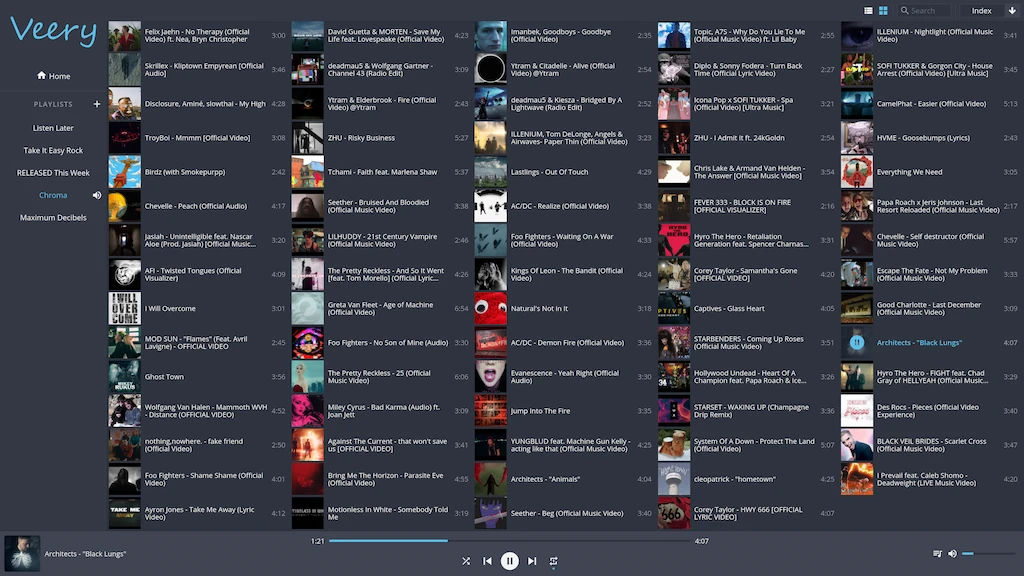 Veery
Home
PLAYLISTS +
Listen Later
Take It Easy Rock
RELEASED This Week
Chroma
Maximum Decibels
Search
Index
Felix Jaehn - No Therapy (Official
Video) ft. Nea, Bryn Christopher
3:00
Skrillex - Kliptown Empyrean [Official
Audio]
3:46
Disclosure, Aminé, slowthai - My High
4:28
TroyBoi - Mmmm [Official Video]
3:08
Birdz (with Smokepurpp)
2:42
Chevelle - Peach (Official Audio)
4:17
Jasiah - Unintelligible feat. Nascar
Aloe (Prod. Jasiah) [Official Music...
3:20
AFI - Twisted Tongues (Official
Visualizer)
4:09
I WILL
OVER
COME
I Will Overcome
3:01
MOD SUN - "Flames" (Feat. Avril
Lavigne) - OFFICIAL VIDEO
2:45
Ghost Town
3:56
Wolfgang Van Halen - Mammoth WVH
- Distance (OFFICIAL VIDEO)
4:52
nothing,nowhere. - fake friend
(Official Video)
2:50
Foo Fighters - Shame Shame (Official
Video)
4:01
TAKE ME
AWAY
Ayron Jones - Take Me Away (Lyric
Video)
4:12
David Guetta & MORTEN - Save My
Life feat. Lovespeake (Official Video)
4:23
deadmau5 & Wolfgang Gartner -
Channel 43 (Radio Edit)
3:09
Ytram & Elderbrook - Fire (Official
Video) @Ytram
2:43
ZHU - Risky Business
5:27
Tchami - Faith feat. Marlena Shaw
5:37
Seether - Bruised And Bloodied
(Official Music Video)
3:38
LILHUDDY - 21st Century Vampire
(Official Music Video)
2:46
The Pretty Reckless - And So It Went
[feat. Tom Morello] (Official Lyric...
4:26
Greta Van Fleet - Age of Machine
(Official Video)
6:54
Foo Fighters - No Son of Mine (Audio)
3:30
The Pretty Reckless - 25 (Official
Music Video)
6:06
Miley Cyrus - Bad Karma (Audio) ft.
Joan Jett
3:09
Against The Current - that won't save
us [OFFICIAL VIDEO]
3:41
Bring Me The Horizon - Parasite Eve
(Official Video)
4:55
Motionless In White - Somebody Told
Me
3:19
Imanbek, Goodboys - Goodbye
(Official Video)
2:35
Ytram & Citadelle - Alive (Official
Video) @Ytram
2:54
deadmau5 & Kiesza - Bridged By A
Lightwave (Radio Edit)
2:52
ILLENIUM, Tom DeLonge, Angels &
Airwaves- Paper Thin (Official Video)
3:23
Lastlings - Out Of Touch
4:29
AC/DC - Realize (Official Video)
3:38
Foo Fighters - Waiting On A War
(Official Video)
4:33
Kings Of Leon - The Bandit (Official
Video)
4:24
Natural's Not in It
3:18
AC/DC - Demon Fire (Official Video)
3:36
Evanescence - Yeah Right (Official
Audio)
3:30
Jump Into The Fire
3:35
YUNGBLUD feat. Machine Gun Kelly -
acting like that (Official Video)
4:25
Architects - "Animals"
4:04
Seether - Beg (Official Music Video)
3:40
Topic, A7S - Why Do You Lie To Me
(Official Music Video) ft. Lil Baby
2:55
Diplo & Sonny Fodera - Turn Back
Time (Official Lyric Video)
2:27
Icona Pop x SOFI TUKKER - Spa
(Official Video) [Ultra Music]
3:21
ZHU - I Admit It ft. 24kGoldn
2:54
Chris Lake & Armand Van Helden -
The Answer [Official Music Video]
3:54
FEVER 333 - BLOCK IS ON FIRE
[OFFICIAL VISUALIZER]
2:16
Hyro The Hero - Retaliation
Generation feat. Spencer Charnas...
3:31
Corey Taylor - Samantha's Gone
[OFFICIAL VIDEO]
4:20
Captives - Glass Heart
4:05
STARBENDERS - Coming Up Roses
(Official Music Video)
3:51
Hollywood Undead - Heart Of A
Champion feat. Papa Roach & Ice...
3:26
STARSET - WAKING UP (Champagne
Drip Remix)
3:36
System Of A Down - Protect The Land
(Official Video)
5:07
cleopatrick - "hometown"
4:25
666
Corey Taylor - HWY 666 [OFFICIAL
LYRIC VIDEO]
4:07
ILLENIUM - Nightlight (Official Music
Video)
3:41
SOFI TUKKER & Gorgon City - House
Arrest (Official Video) [Ultra Music]
3:45
CamelPhat - Easier (Official Video)
5:13
HVME - Goosebumps (Lyrics)
2:43
Everything We Need
3:05
Papa Roach x Jeris Johnson - Last
Resort Reloaded (Official Music Video)
2:17
Chevelle - Self destructor (Official
Music Video)
5:57
Escape The Fate - Not My Problem
(Official Music Video)
3:33
Good Charlotte - Last December
(Official Music Video)
3:09
Architects - "Black Lungs"
4:07
Hyro The Hero - FIGHT feat. Chad
Gray of HELLYEAH (Official Music...
3:29
Des Rocs - Pieces (Official Video
Experience)
3:40
BLACK VEIL BRIDES - Scarlet Cross
(Official Music Video)
3:47
I Prevail feat. Caleb Shomo -
Deadweight (LIVE Music Video)
4:20
Architects - "Black Lungs"
1:21
4:07